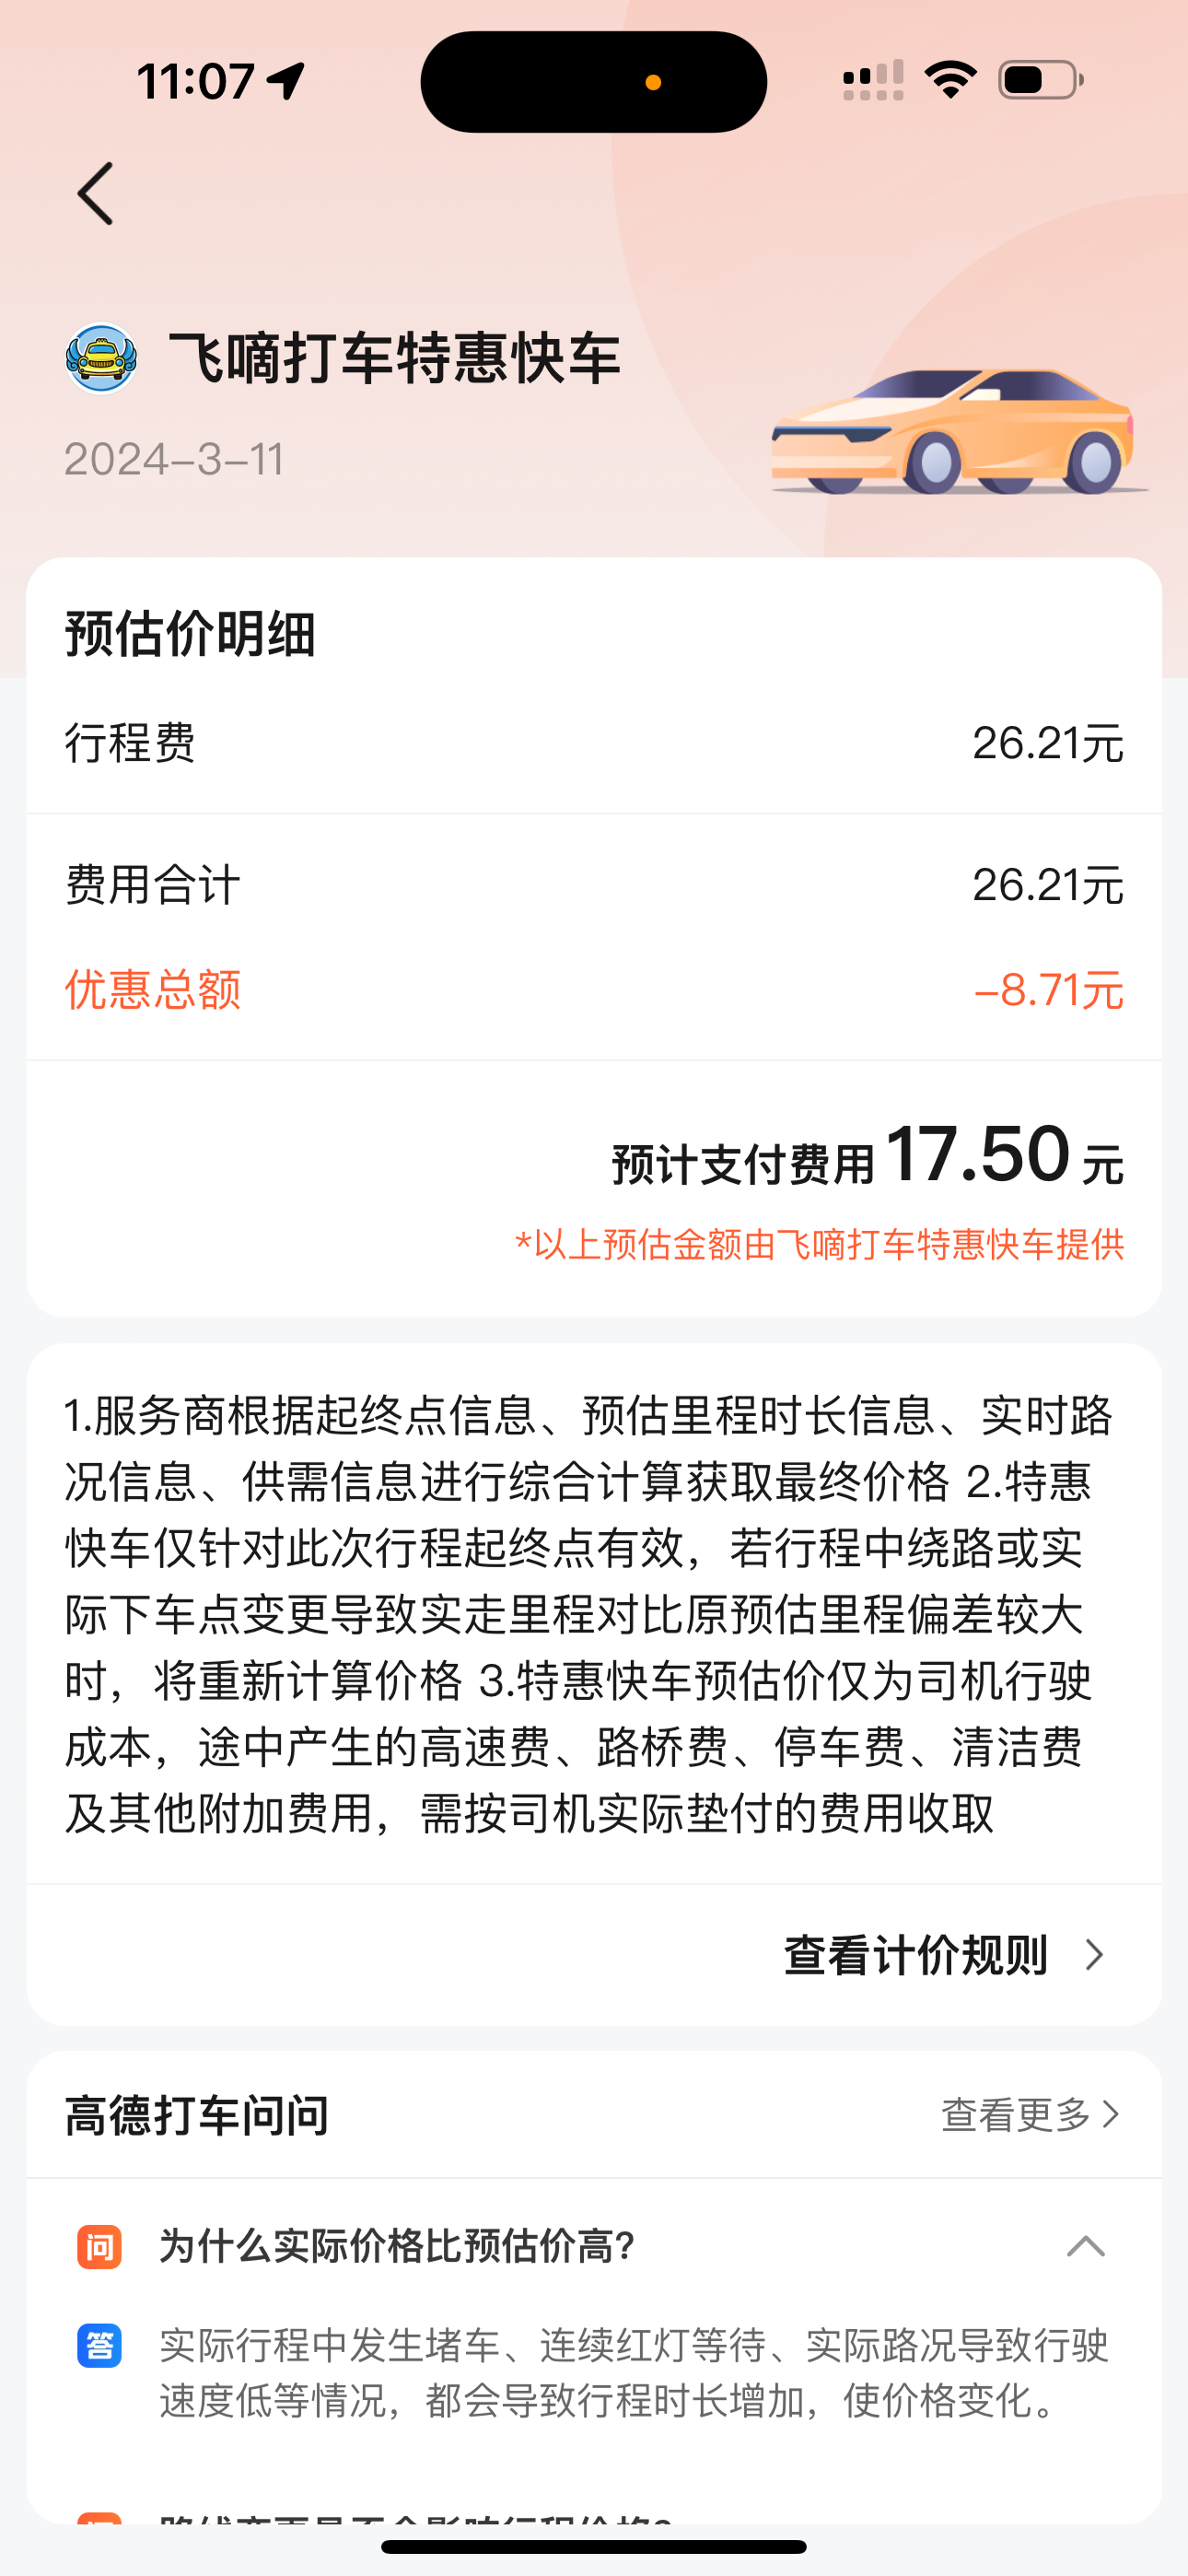 11:07
飞嘀打车特惠快车
2024-3-11
预估价明细
行程费 26.21元
费用合计 26.21元
优惠总额 -8.71元
预计支付费用 17.50 元
*以上预估金额由飞嘀打车特惠快车提供
1.服务商根据起终点信息、预估里程时长信息、实时路
况信息、供需信息进行综合计算获取最终价格 2.特惠
快车仅针对此次行程起终点有效，若行程中绕路或实
际下车点变更导致实走里程对比原预估里程偏差较大
时，将重新计算价格 3.特惠快车预估价仅为司机行驶
成本，途中产生的高速费、路桥费、停车费、清洁费
及其他附加费用，需按司机实际垫付的费用收取
查看计价规则
高德打车问问 查看更多
问 为什么实际价格比预估价高?
答 实际行程中发生堵车、连续红灯等待、实际路况导致行驶
速度低等情况，都会导致行程时长增加，使价格变化。